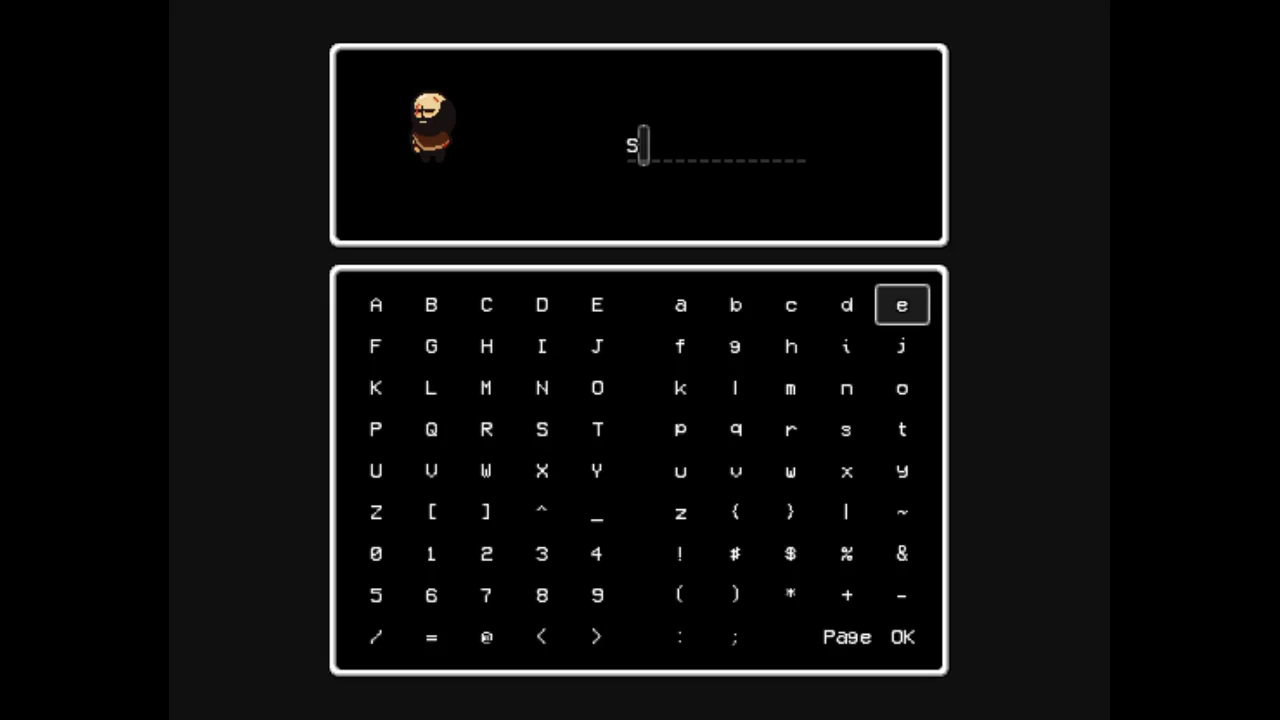 S
A B C D E a b c d e
F G H I J f g h i j
K L M N O k l m n o
P Q R S T p q r s t
U V W X Y u v w x y
Z [ ] ^ _ z { } | ~
0 1 2 3 4 ! # $ % &
5 6 7 8 9 ( ) * + -
/ = @ < > : ; Page OK